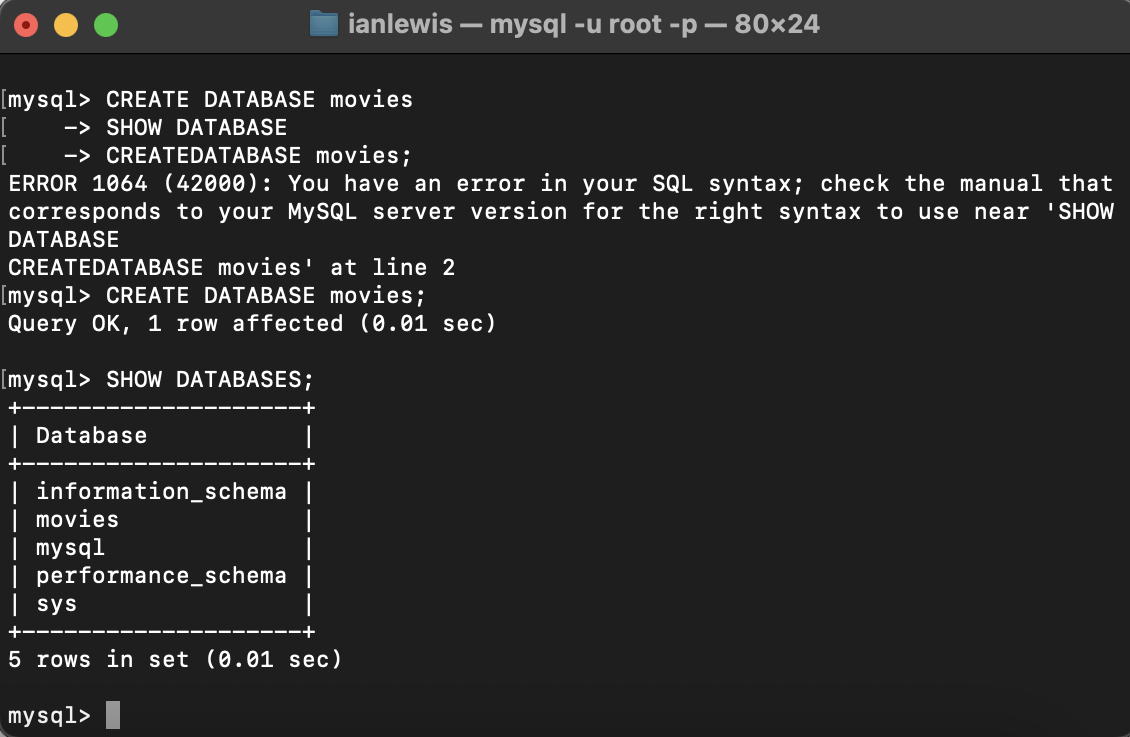 ianlewis — mysql -u root -p — 80×24
mysql> CREATE DATABASE movies
    -> SHOW DATABASE
    -> CREATEDATABASE movies;
ERROR 1064 (42000): You have an error in your SQL syntax; check the manual that
corresponds to your MySQL server version for the right syntax to use near 'SHOW
DATABASE
CREATEDATABASE movies' at line 2
mysql> CREATE DATABASE movies;
Query OK, 1 row affected (0.01 sec)
mysql> SHOW DATABASES;
+--------------------+
| Database           |
+--------------------+
| information_schema |
| movies             |
| mysql              |
| performance_schema |
| sys                |
+--------------------+
5 rows in set (0.01 sec)
mysql>